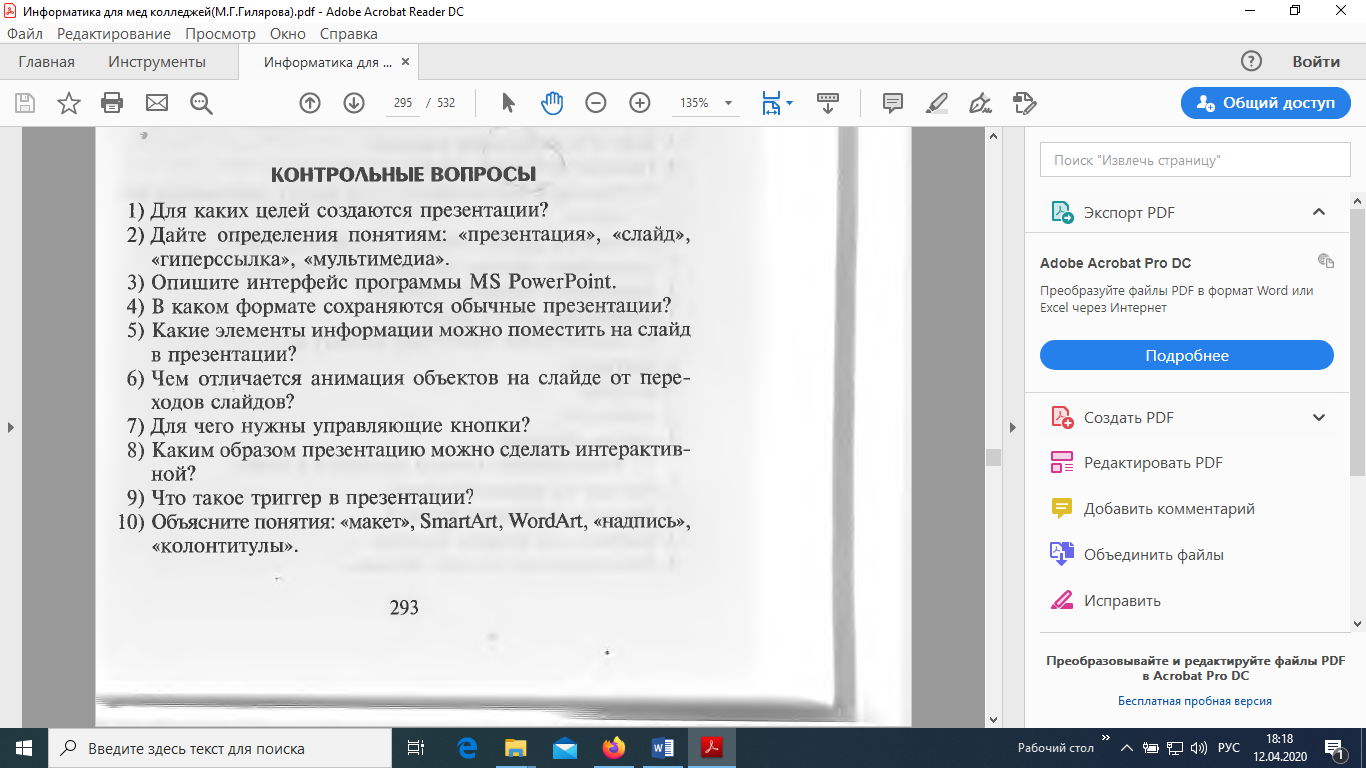 Информатика для мед колледжей(М.Г.Гилярова).pdf - Adobe Acrobat Reader DC
Файл Редактирование Просмотр Окно Справка
Главная Инструменты Информатика для ... × Войти
295 / 532 135% Общий доступ
КОНТРОЛЬНЫЕ ВОПРОСЫ
1) Для каких целей создаются презентации?
2) Дайте определения понятиям: «презентация», «слайд»,
«гиперссылка», «мультимедиа».
3) Опишите интерфейс программы MS PowerPoint.
4) В каком формате сохраняются обычные презентации?
5) Какие элементы информации можно поместить на слайд
в презентации?
6) Чем отличается анимация объектов на слайде от пере-
ходов слайдов?
7) Для чего нужны управляющие кнопки?
8) Каким образом презентацию можно сделать интерактив-
ной?
9) Что такое триггер в презентации?
10) Объясните понятия: «макет», SmartArt, WordArt, «надпись»,
«колонтитулы».
293
Поиск "Извлечь страницу"
Экспорт PDF
Adobe Acrobat Pro DC
Преобразуйте файлы PDF в формат Word или
Excel через Интернет
Подробнее
Создать PDF
Редактировать PDF
Добавить комментарий
Объединить файлы
Исправить
Преобразовывайте и редактируйте файлы PDF
в Acrobat Pro DC
Бесплатная пробная версия
Введите здесь текст для поиска
Рабочий стол РУС 18:18
12.04.2020
1